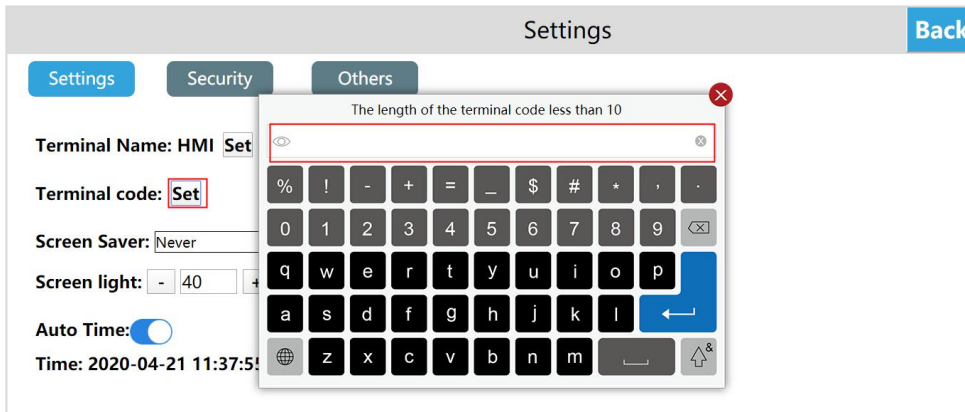 Settings
Back
Settings Security Others
The length of the terminal code less than 10
Terminal Name: HMI Set
Terminal code: Set
Screen Saver: Never
Screen light: - 40 +
Auto Time:
Time: 2020-04-21 11:37:55
% ! - + = _ $ # * , .
0 1 2 3 4 5 6 7 8 9
q w e r t y u i o p
a s d f g h j k l
z x c v b n m &